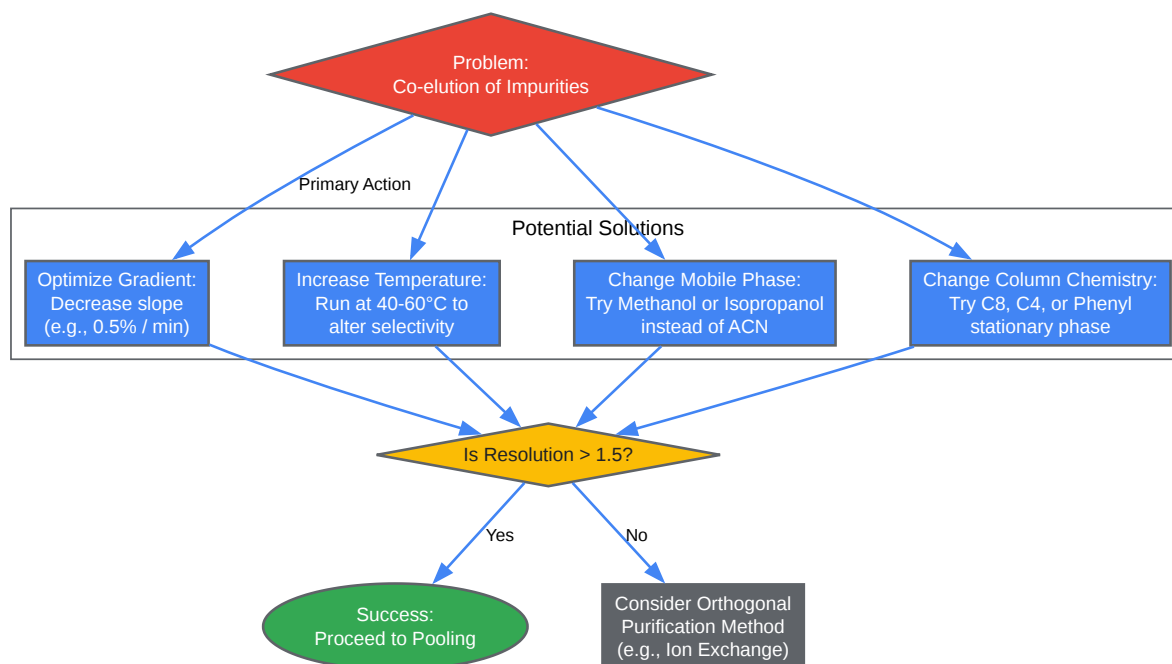 Problem:
Co-elution of Impurities
Primary Action
Potential Solutions
Optimize Gradient:
Decrease slope
(e.g., 0.5% / min)
Increase Temperature:
Run at 40-60°C to
alter selectivity
Change Mobile Phase:
Try Methanol or Isopropanol
instead of ACN
Change Column Chemistry:
Try C8, C4, or Phenyl
stationary phase
Is Resolution > 1.5?
Yes
No
Success:
Proceed to Pooling
Consider Orthogonal
Purification Method
(e.g., Ion Exchange)